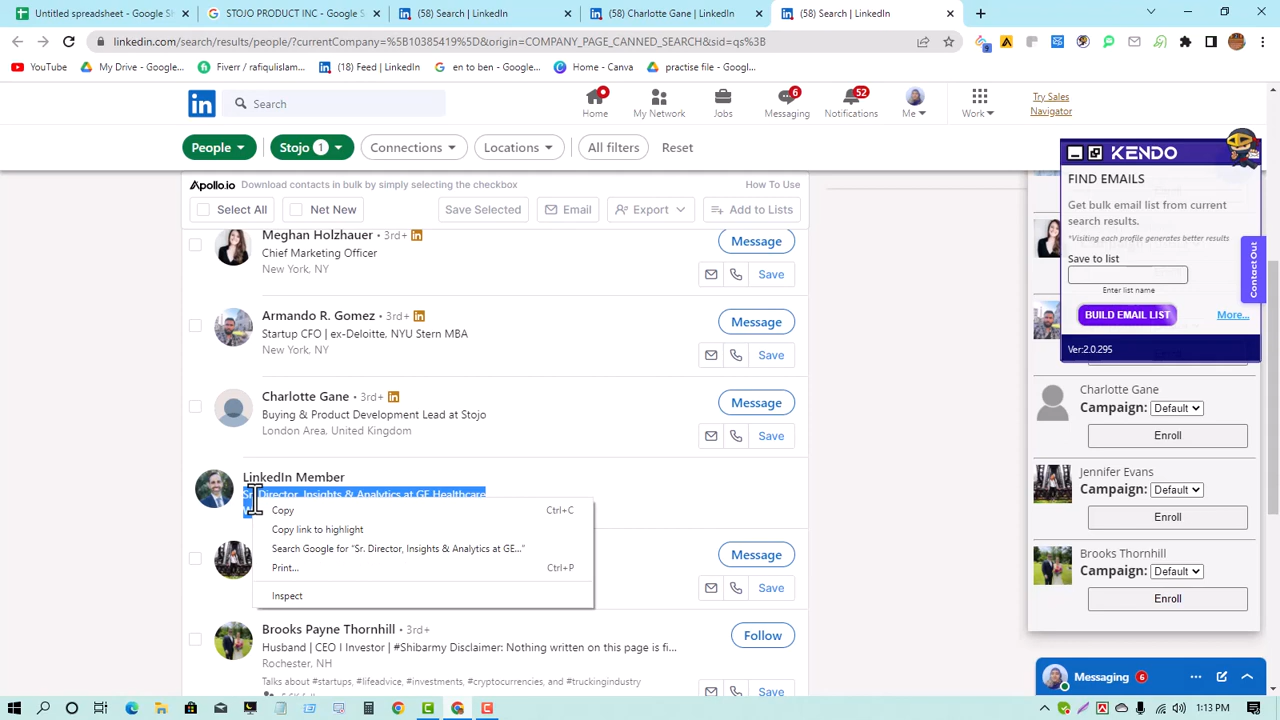 Untitled spreadsheet - Google S
STOJO PRODUCT INC - Google S
(58) Search | LinkedIn
(58) Charlotte Gane | LinkedIn
(58) Search | LinkedIn
linkedin.com/search/results/people/?currentCompany=%5B10385419%5D&origin=COMPANY_PAGE_CANNED_SEARCH&sid=qs%3B
9
YouTube
My Drive - Google...
Fiverr / rafiqulislam...
(18) Feed | LinkedIn
en to ben - Google...
Home - Canva
practise file - Goog...
Search
Home
My Network
Jobs
6
Messaging
52
Notifications
Me
Work
Try Sales
Navigator
People
Stojo 1
Connections
Locations
All filters
Reset
Apollo.io
Download contacts in bulk by simply selecting the checkbox
How To Use
Select All
Net New
Save Selected
Email
Export
Add to Lists
Meghan Holzhauer • 3rd+
Chief Marketing Officer
New York, NY
Message
Save
Armando R. Gomez • 3rd+
Startup CFO | ex-Deloitte, NYU Stern MBA
New York, NY
Message
Save
Charlotte Gane • 3rd+
Buying & Product Development Lead at Stojo
London Area, United Kingdom
Message
Save
LinkedIn Member
Sr. Director, Insights & Analytics at GE Healthcare
Copy Ctrl+C
Copy link to highlight
Search Google for "Sr. Director, Insights & Analytics at GE..."
Print... Ctrl+P
Inspect
Message
Save
Brooks Payne Thornhill • 3rd+
Husband | CEO I Investor | #Shibarmy Disclaimer: Nothing written on this page is fi...
Rochester, NH
Talks about #startups, #lifeadvice, #investments, #cryptocurrencies, and #truckingindustry
Follow
Save
KENDO
FIND EMAILS
Get bulk email list from current
search results.
*Visiting each profile generates better results
Save to list
Enter list name
BUILD EMAIL LIST
More...
Ver:2.0.295
Contact Out
Charlotte Gane
Campaign: Default
Enroll
Jennifer Evans
Campaign: Default
Enroll
Brooks Thornhill
Campaign: Default
Enroll
Messaging 6
1:13 PM